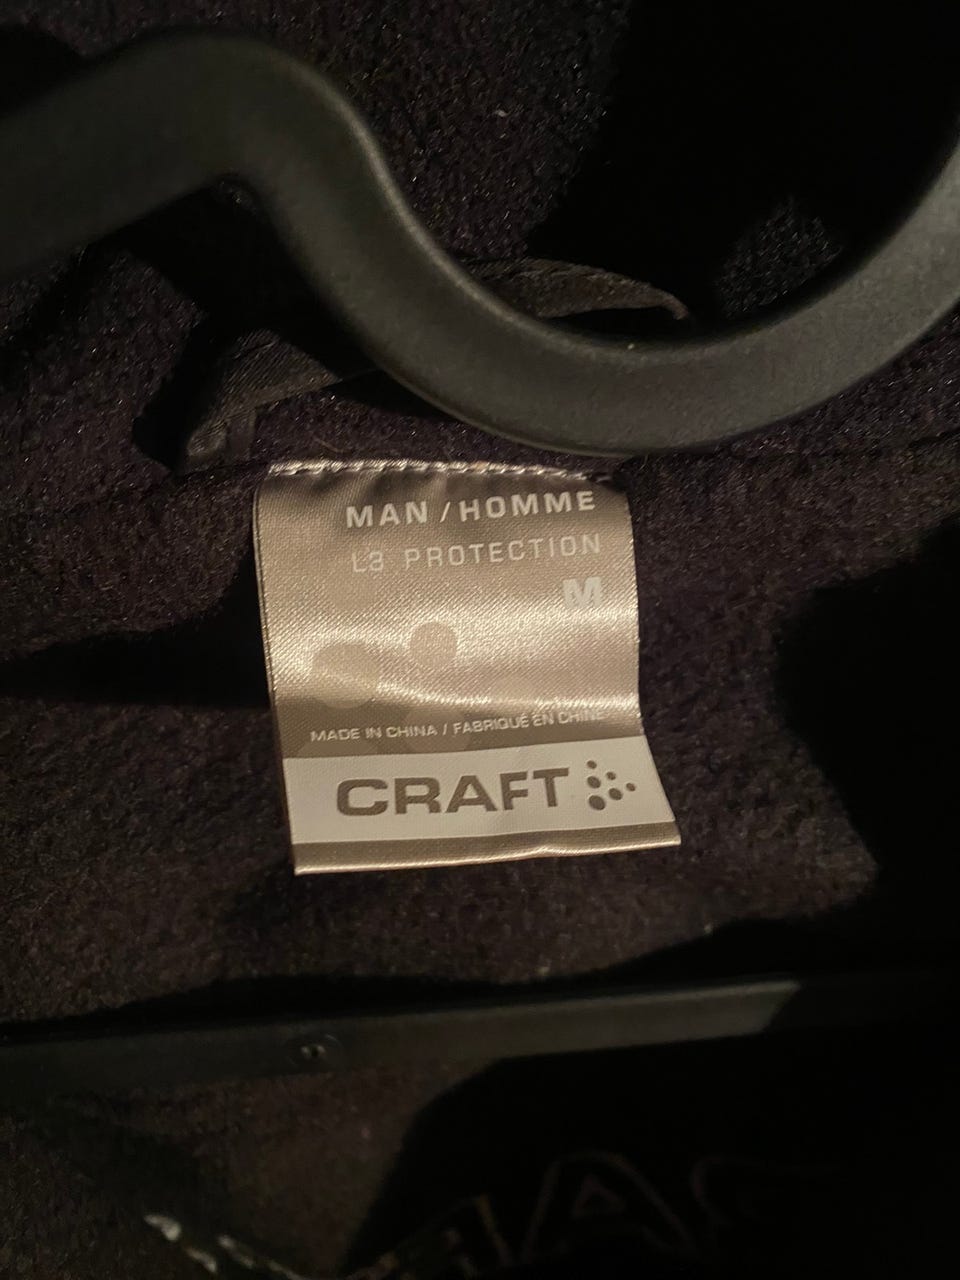 MAN / HOMME
L3 PROTECTION
M
MADE IN CHINA / FABRIQUÉ EN CHINE
CRAFT